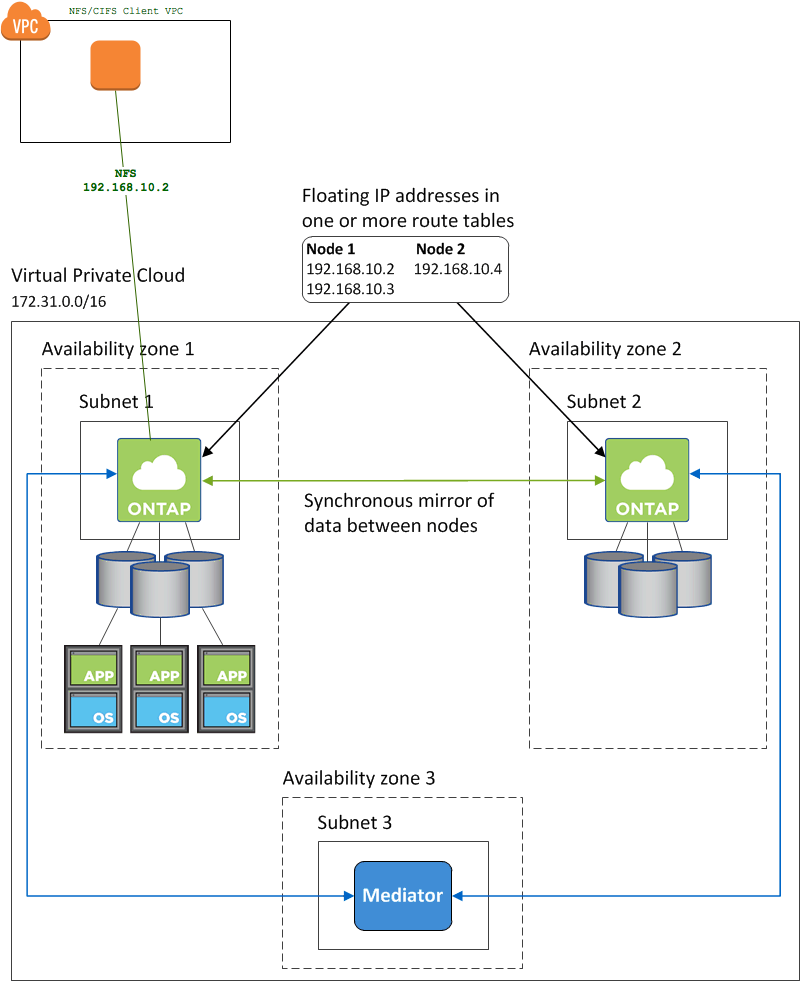 NFS/CIFS Client VPC
VPC
NFS
192.168.10.2
Floating IP addresses in
one or more route tables
Node 1 Node 2
192.168.10.2 192.168.10.4
192.168.10.3
Virtual Private Cloud
172.31.0.0/16
Availability zone 1
Availability zone 2
Subnet 1
Subnet 2
ONTAP
ONTAP
Synchronous mirror of
data between nodes
APP
APP
APP
OS
OS
OS
Availability zone 3
Subnet 3
Mediator